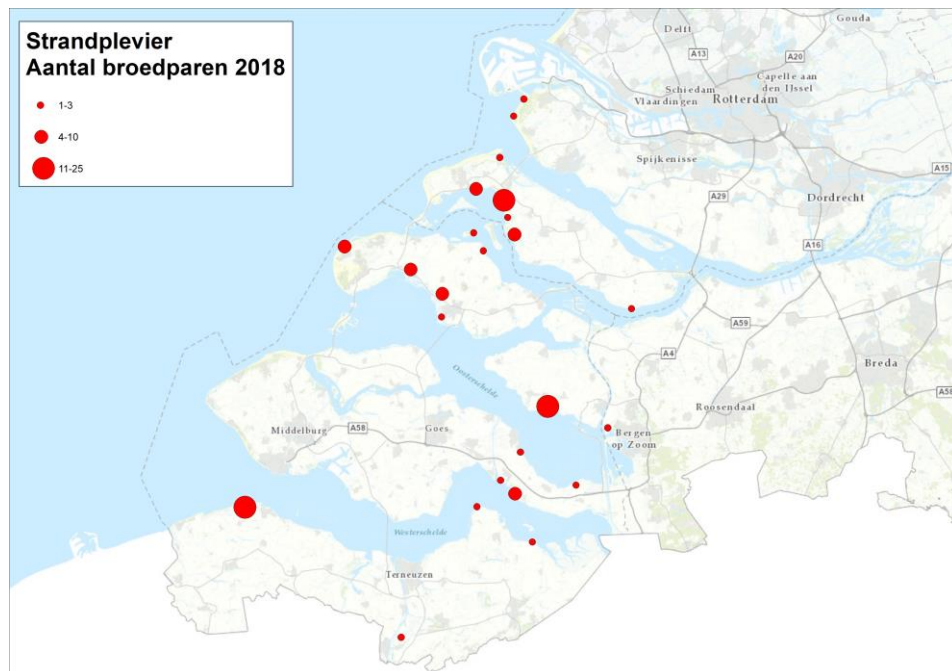 Strandplevier
Aantal broedparen 2018
1-3
4-10
11-25
Gouda
Delft
A13
A20
Capelle aan
den IJssel
Schiedam
Vlaardingen
Rotterdam
Spijkenisse
A15
A29
Dordrecht
A16
A59
A4
Breda
Oosterschelde
A58
Roosendaal
Middelburg
A58
Goes
Bergen
op Zoom
Westerschelde
Terneuzen